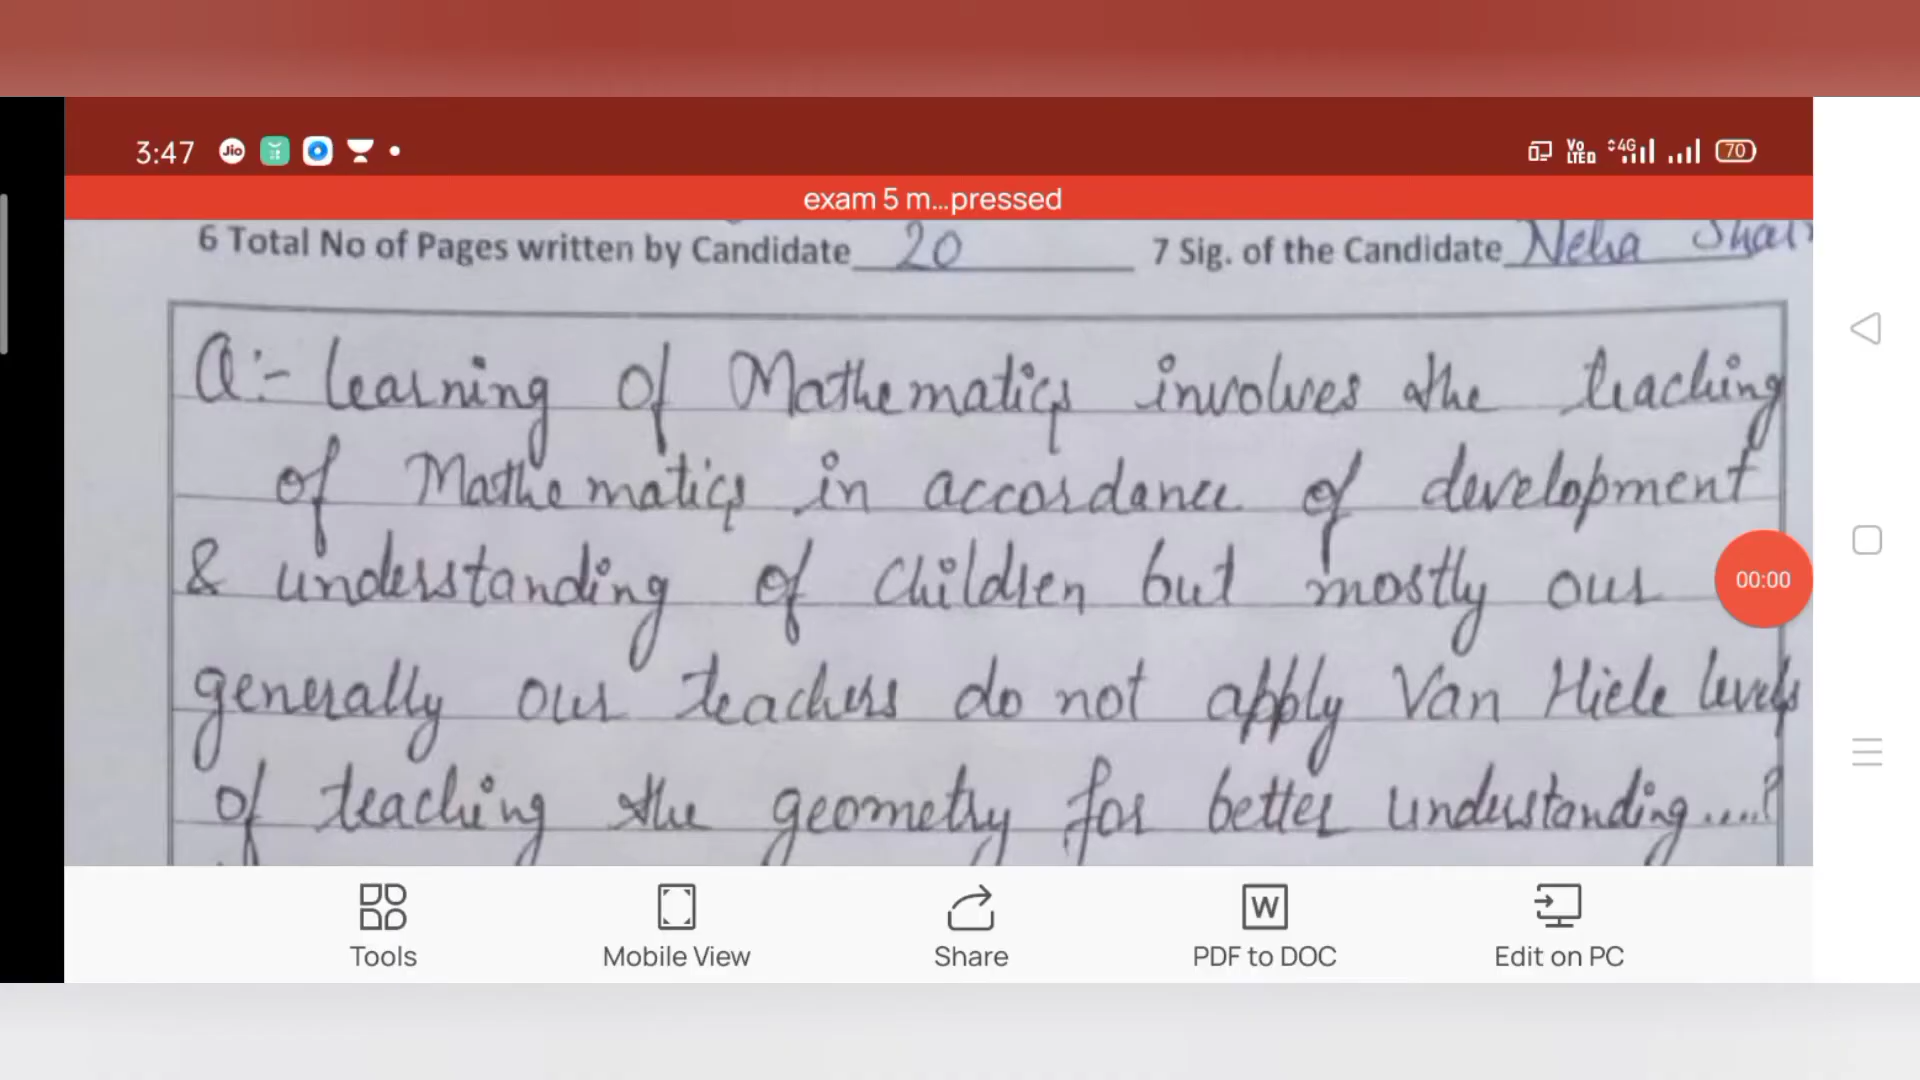 3:47 Jio VoLTE 4G 70
exam 5 m...pressed
6 Total No of Pages written by Candidate 20 7 Sig. of the Candidate Neha
Q:- Learning of Mathematics involves the teaching
of Mathematics in accordance of development
& understanding of children but mostly our
00:00
generally our teachers do not apply Van Hiele levels
of teaching the geometry for better understanding.....?
Tools Mobile View Share W PDF to DOC Edit on PC